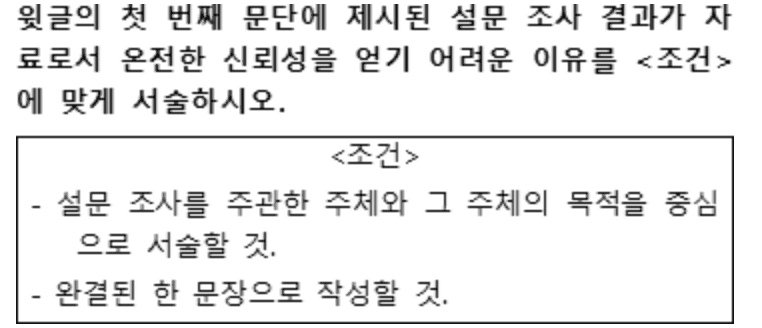 윗글의 첫 번째 문단에 제시된 설문 조사 결과가 자
료로서 온전한 신뢰성을 얻기 어려운 이유를 <조건>
에 맞게 서술하시오.
<조건>
- 설문 조사를 주관한 주체와 그 주체의 목적을 중심
으로 서술할 것.
- 완결된 한 문장으로 작성할 것.